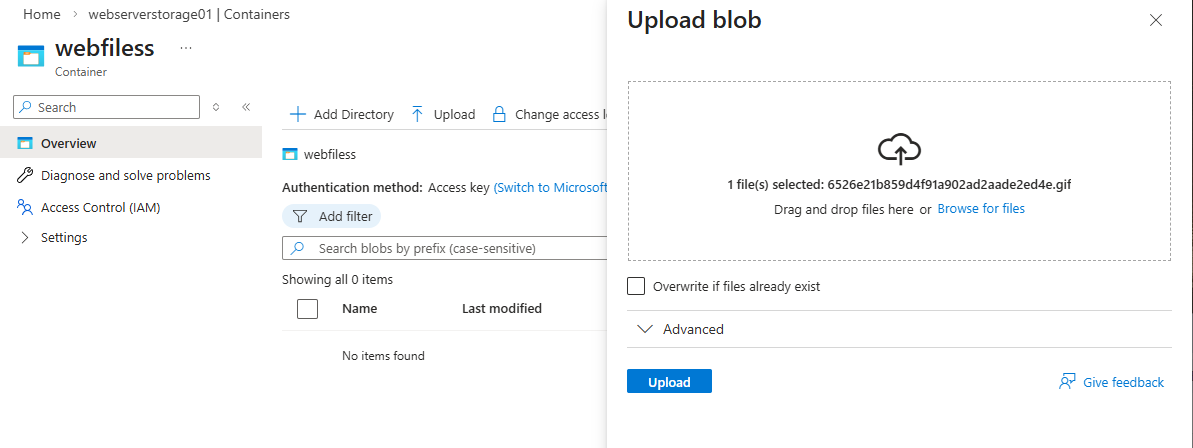 Home > webserverstorage01 | Containers
webfiless ...
Container
Search
Overview
Diagnose and solve problems
Access Control (IAM)
Settings
Add Directory Upload Change access l
webfiless
Authentication method: Access key (Switch to Microsoft
Add filter
Search blobs by prefix (case-sensitive)
Showing all 0 items
Name Last modified
No items found
Upload blob
1 file(s) selected: 6526e21b859d4f91a902ad2aade2ed4e.gif
Drag and drop files here or Browse for files
Overwrite if files already exist
Advanced
Upload
Give feedback